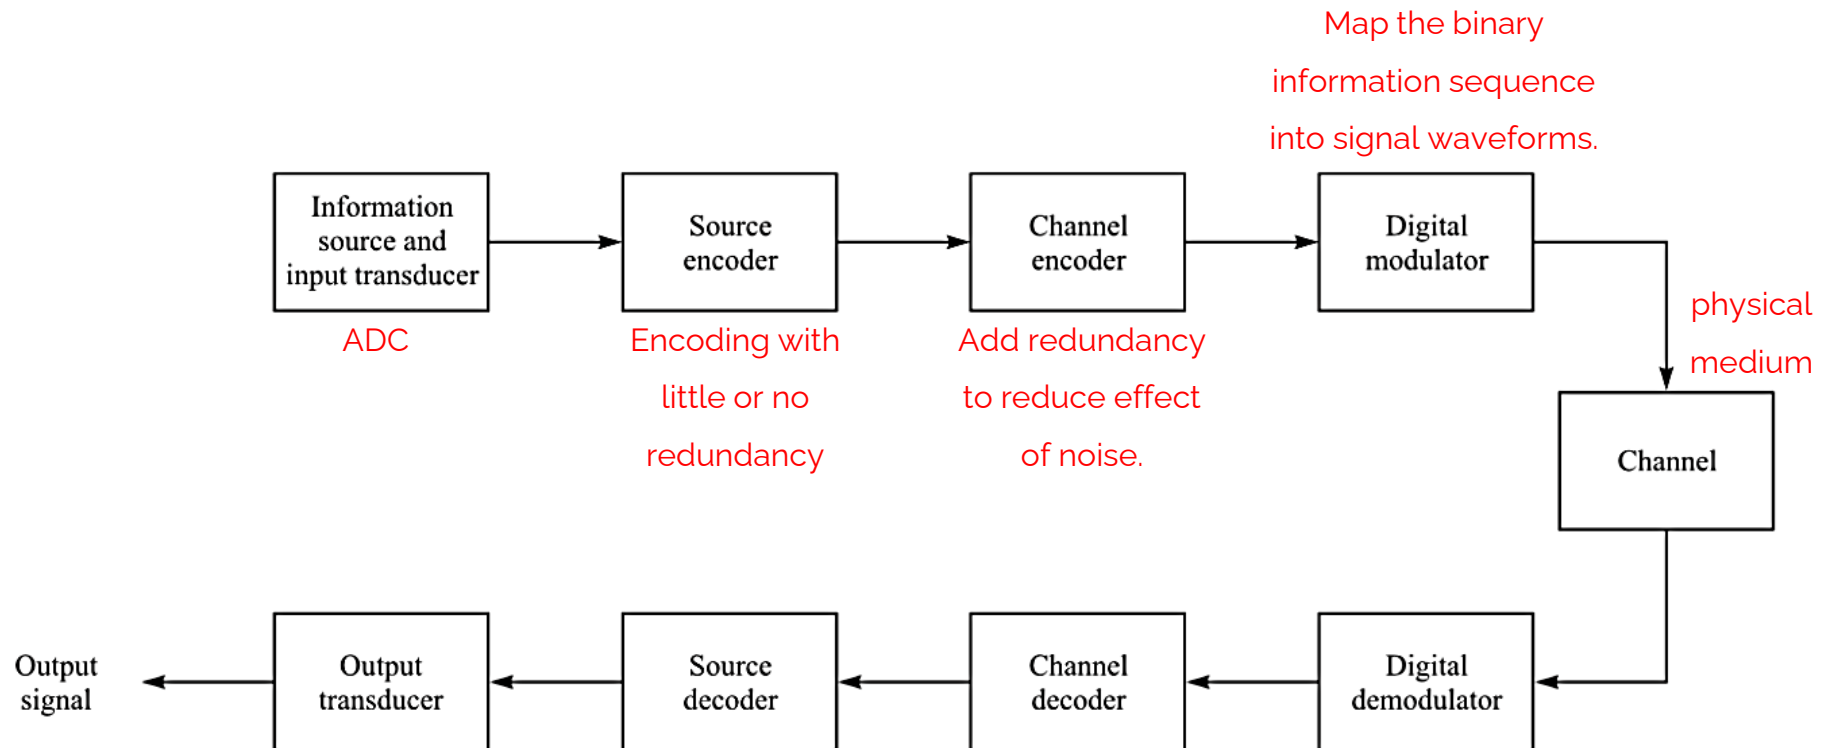 Map the binary
information sequence
into signal waveforms.
Information
source and
input transducer
Source
encoder
Channel
encoder
Digital
modulator
ADC
Encoding with
little or no
redundancy
Add redundancy
to reduce effect
of noise.
physical
medium
Channel
Output
signal
Output
transducer
Source
decoder
Channel
decoder
Digital
demodulator